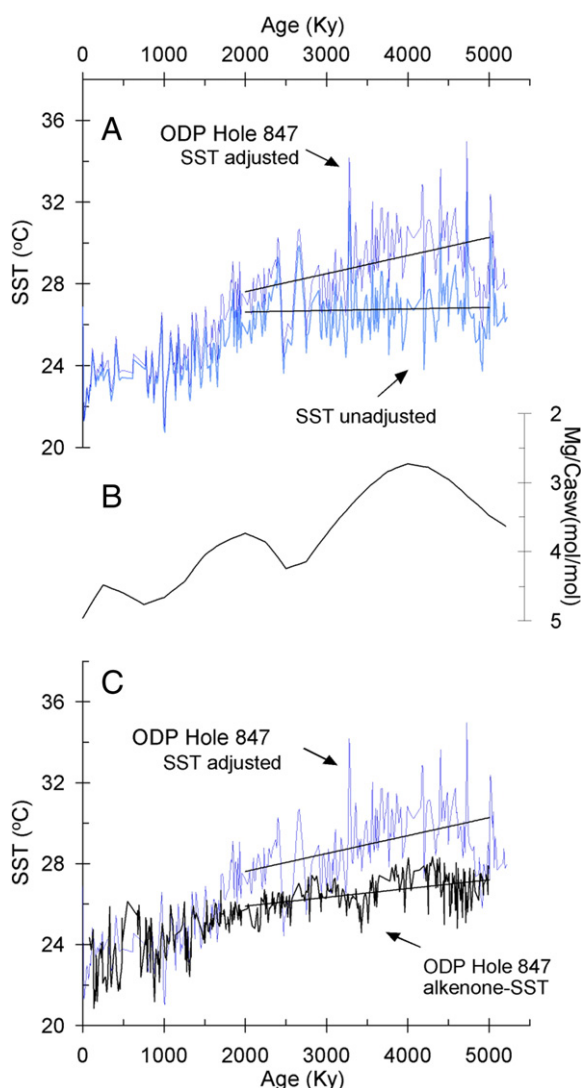 Age (Ky)
0 1000 2000 3000 4000 5000
A
ODP Hole 847
SST adjusted
36
32
28
24
20
SST (ºC)
SST unadjusted
B
2
3
4
5
Mg/Casw(mol/mol)
C
ODP Hole 847
SST adjusted
36
32
28
24
20
SST (ºC)
ODP Hole 847
alkenone-SST
0 1000 2000 3000 4000 5000
Age (Ky)